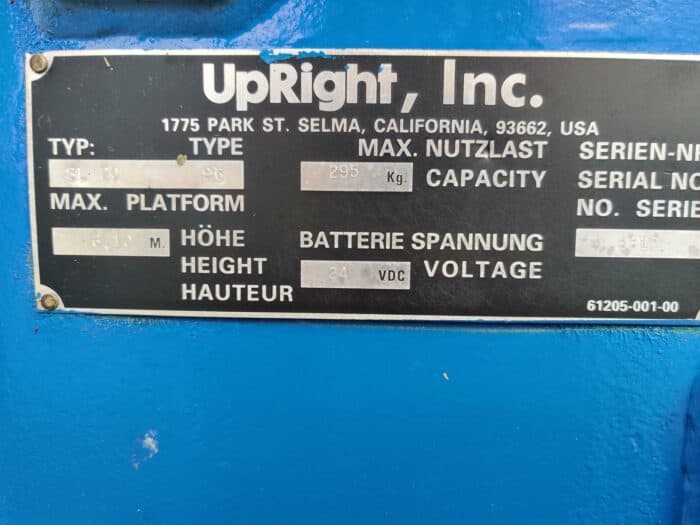 UpRight, Inc.
1775 PARK ST. SELMA, CALIFORNIA, 93662, USA
TYP: TYPE MAX. NUTZLAST SERIEN-NR
295 Kg. CAPACITY SERIAL NO
MAX. PLATFORM NO. SERIE
M. HÖHE BATTERIE SPANNUNG
HEIGHT 24 VDC VOLTAGE
HAUTEUR
61205-001-00